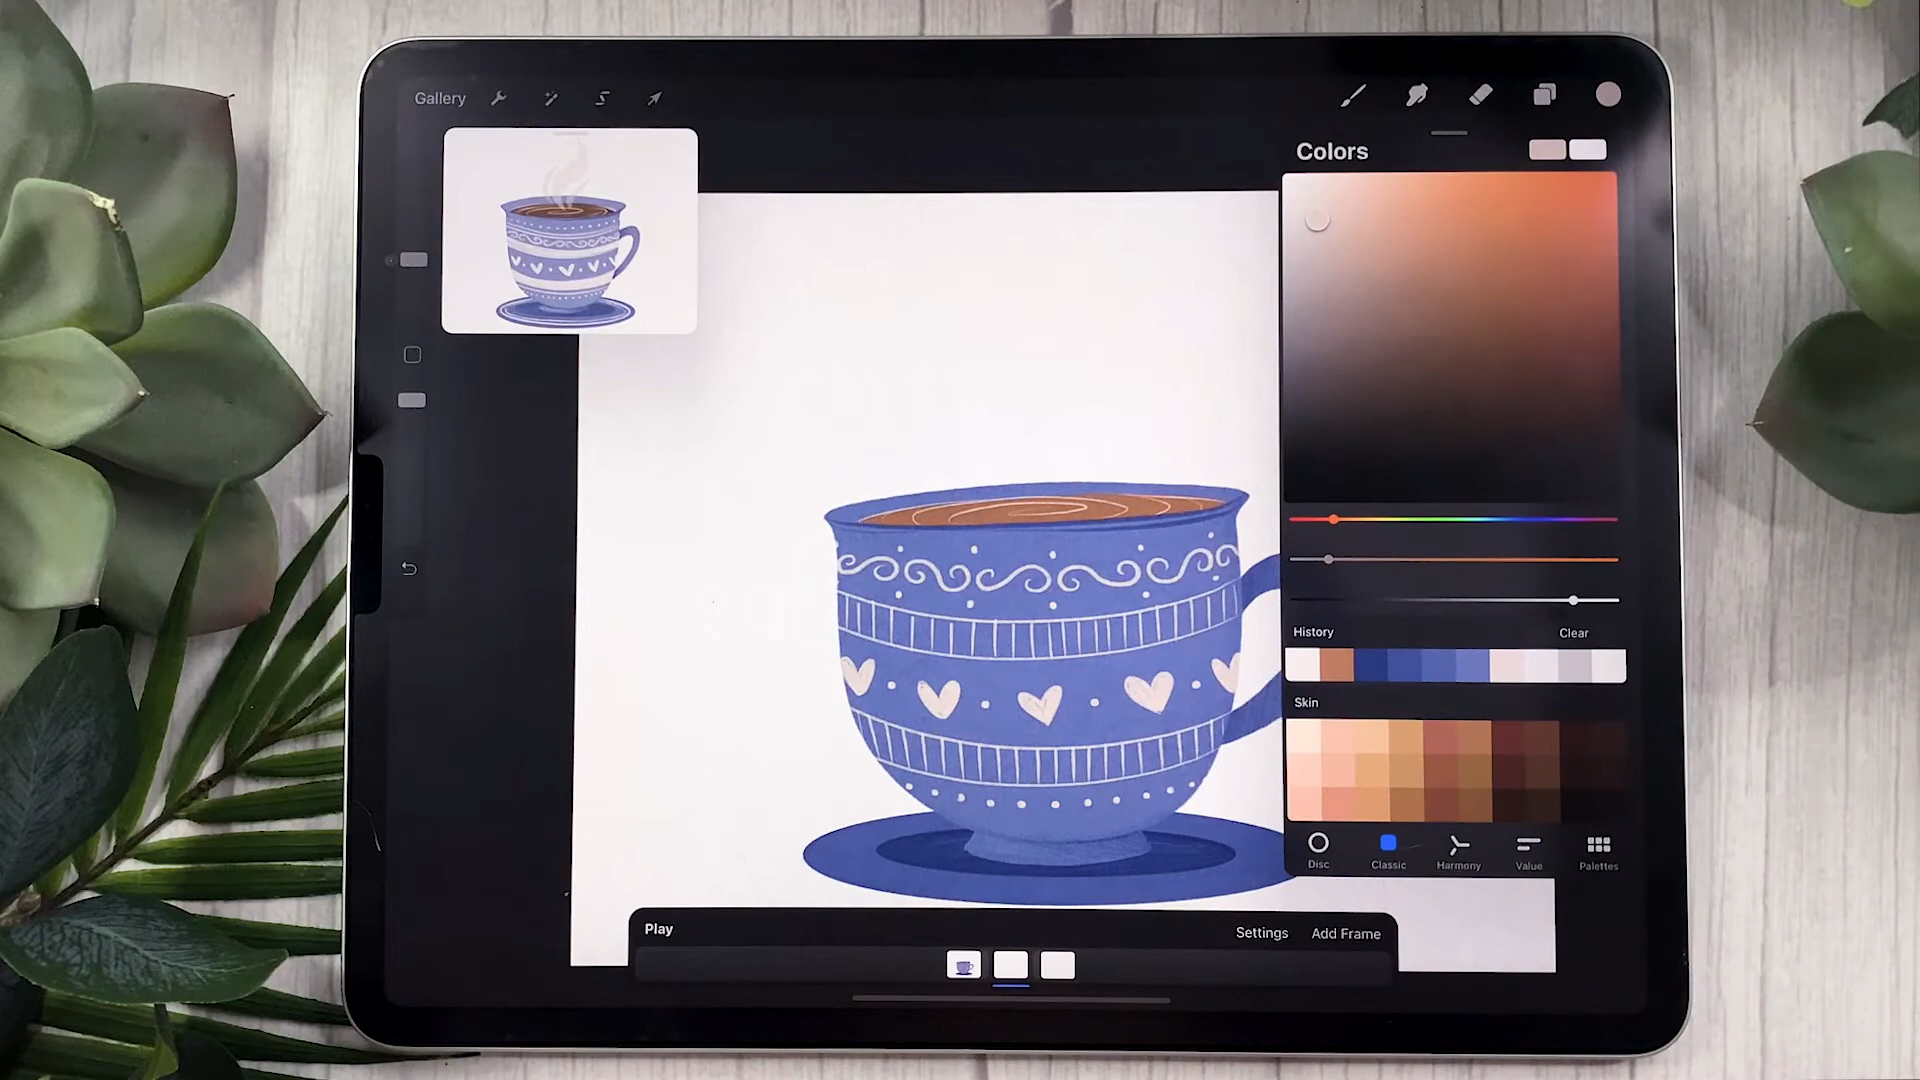 Gallery
Colors
History
Clear
Skin
Disc
Classic
Harmony
Value
Palettes
Play
Settings
Add Frame